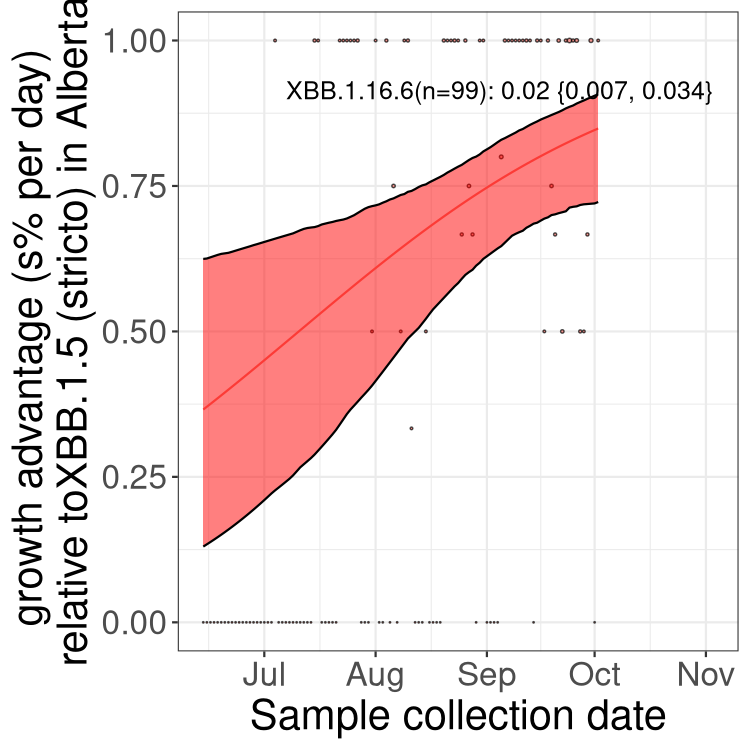 growth advantage (s% per day)
relative toXBB.1.5 (stricto) in Alberta
1.00
0.75
0.50
0.25
0.00
XBB.1.16.6(n=99): 0.02 {0.007, 0.034}
Jul Aug Sep Oct Nov
Sample collection date